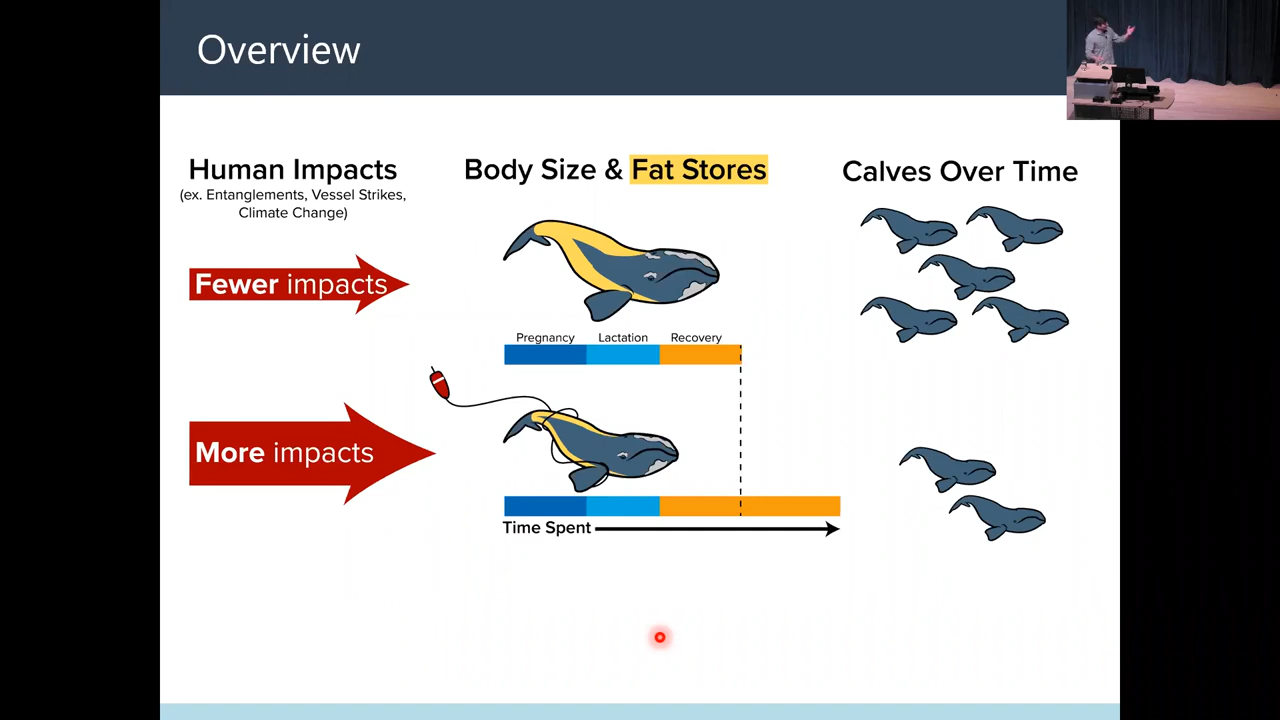 Overview
Human Impacts
(ex. Entanglements, Vessel Strikes,
Climate Change)
Body Size & Fat Stores
Calves Over Time
Fewer impacts
Pregnancy
Lactation
Recovery
More impacts
Time Spent